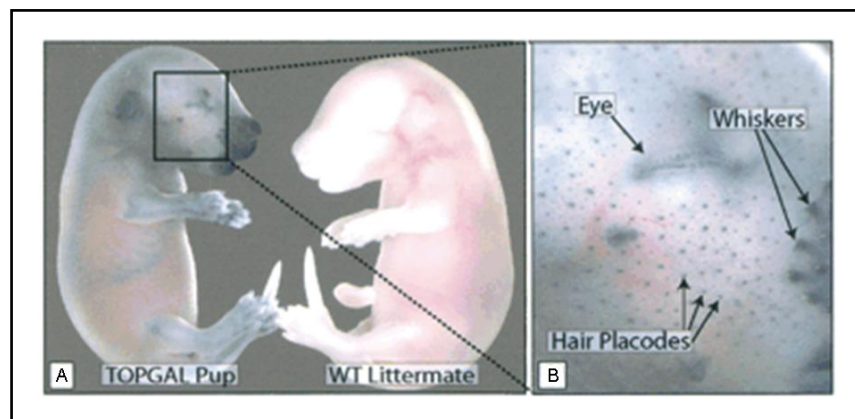 A
TOPGAL Pup
WT Littermate
Eye
Whiskers
Hair Placodes
B